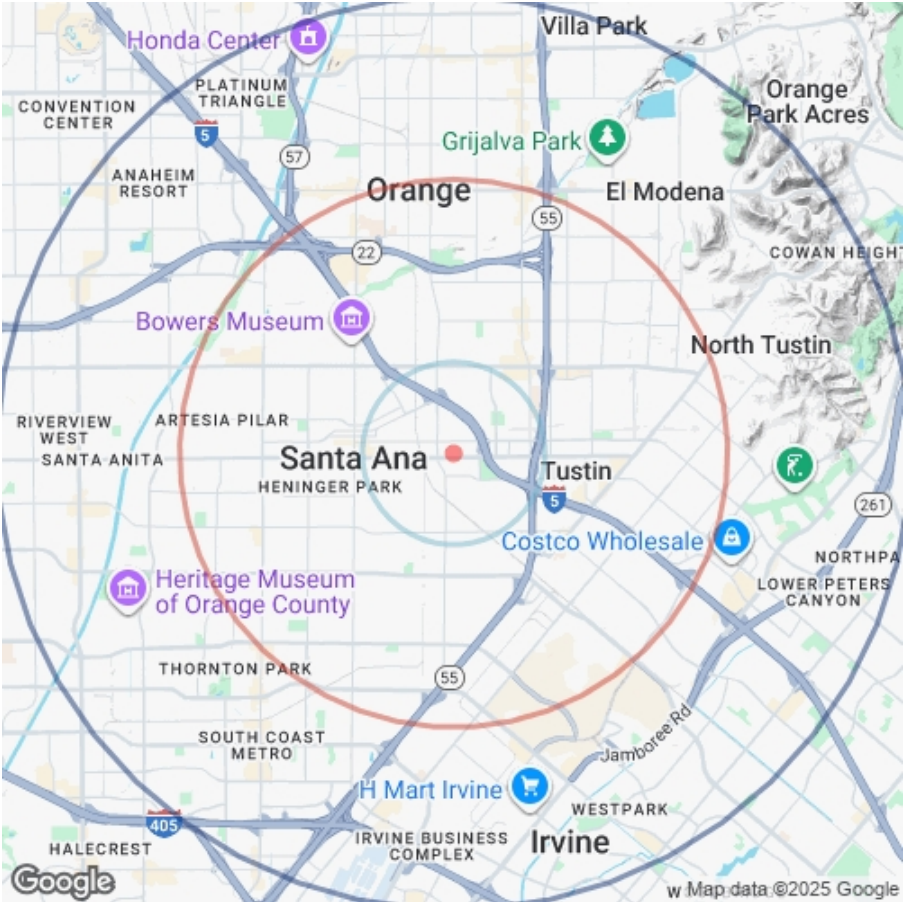 Villa Park
Honda Center
PLATINUM
TRIANGLE
CONVENTION
CENTER
Orange
Park Acres
5
Grijalva Park
57
ANAHEIM
RESORT
Orange
El Modena
55
22
COWAN HEIGHT
Bowers Museum
North Tustin
RIVERVIEW
WEST
ARTESIA PILAR
SANTA ANITA
Santa Ana
HENINGER PARK
Tustin
5
261
Costco Wholesale
NORTHPA
Heritage Museum
of Orange County
LOWER PETERS
CANYON
THORNTON PARK
55
SOUTH COAST
METRO
Jamboree Rd
H Mart Irvine
WESTPARK
405
HALECREST
IRVINE BUSINESS
COMPLEX
Irvine
Google
Map data ©2025 Google